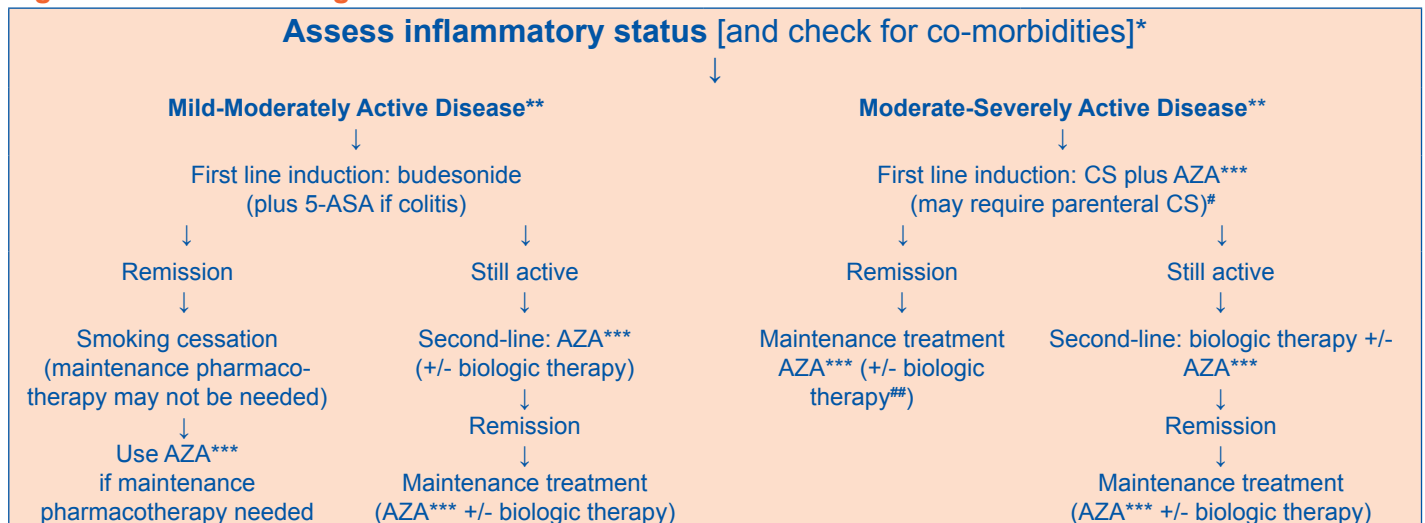 Assess inflammatory status [and check for co-morbidities]*
↓
Mild-Moderately Active Disease**
↓
First line induction: budesonide
(plus 5-ASA if colitis)
↓ ↓
Remission
↓
Smoking cessation
(maintenance pharmaco-
therapy may not be needed)
↓
Use AZA***
if maintenance
pharmacotherapy needed
Still active
↓
Second-line: AZA***
(+/- biologic therapy)
↓
Remission
↓
Maintenance treatment
(AZA*** +/- biologic therapy)
Moderate-Severely Active Disease**
↓
First line induction: CS plus AZA***
(may require parenteral CS)#
↓ ↓
Remission
↓
Maintenance treatment
AZA*** (+/- biologic
therapy##)
Still active
↓
Second-line: biologic therapy +/-
AZA***
↓
Remission
↓
Maintenance treatment
(AZA*** +/- biologic therapy)